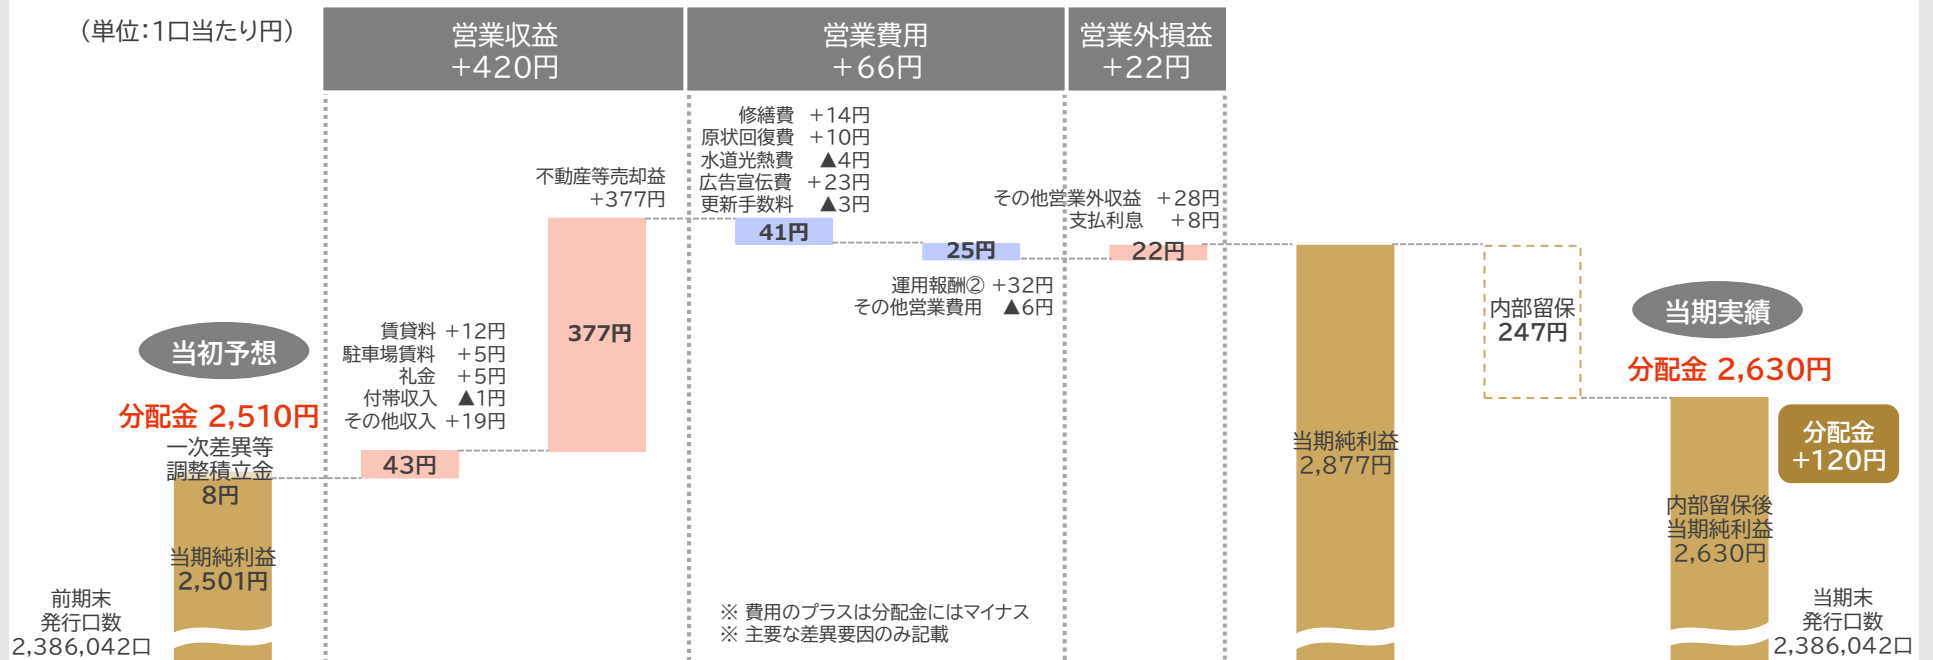 （単位：1口当たり円）
営業収益
+420円
営業費用
+66円
営業外損益
+22円
不動産等売却益
+377円
修繕費 +14円
原状回復費 +10円
水道光熱費 ▲4円
広告宣伝費 +23円
更新手数料 ▲3円
41円
25円
運用報酬② +32円
その他営業費用 ▲6円
その他営業外収益 +28円
支払利息 +8円
22円
当初予想
分配金 2,510円
一次差異等
調整積立金
8円
当期純利益
2,501円
前期末
発行口数
2,386,042口
賃貸料 +12円
駐車場賃料 +5円
礼金 +5円
付帯収入 ▲1円
その他収入 +19円
43円
377円
※ 費用のプラスは分配金にはマイナス
※ 主要な差異要因のみ記載
当期純利益
2,877円
内部留保
247円
当期実績
分配金 2,630円
分配金
+120円
内部留保後
当期純利益
2,630円
当期末
発行口数
2,386,042口